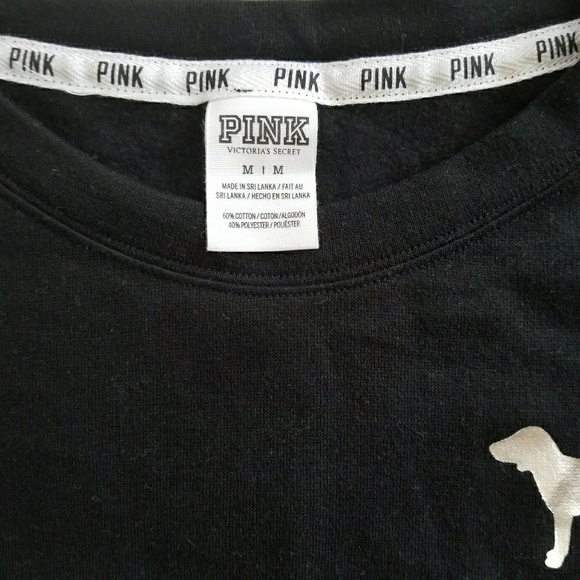 PINK PINK PINK PINK PINK PINK PINK
PINK
VICTORIA'S SECRET
M | M
MADE IN SRI LANKA / FAIT AU
SRI LANKA / HECHO EN SRI LANKA
60% COTTON / COTON / ALGODÓN
40% POLYESTER / POLIÉSTER